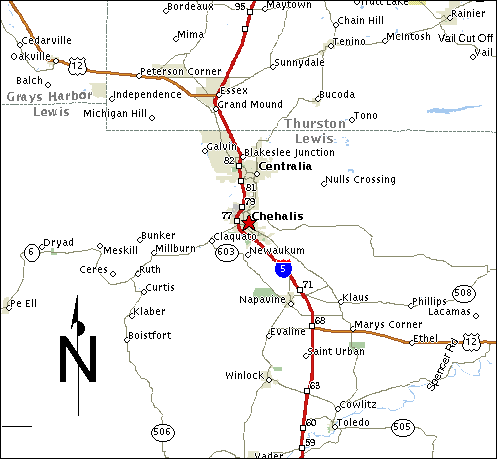 Bordeaux
95
Maytown
Offutt Lake
Rainier
Chain Hill
Cedarville
Mima
McIntosh
Vail Cut Off
Tenino
Oakville
12
Vail
Sunnydale
Peterson Corner
Balch
Essex
Grays Harbor
Lewis
Independence
Bucoda
Grand Mound
Michigan Hill
Tono
Thurston
Lewis
Galvin
Blakeslee Junction
82
Centralia
81
Nulls Crossing
79
77
Chehalis
Bunker
Claquato
6
Dryad
Meskill
Millburn
603
Newaukum
Ceres
Ruth
5
71
Curtis
508
Pe Ell
Napavine
Klaus
Phillips
Klaber
Lacamas
68
Marys Corner
Boistfort
Evaline
Ethel
12
N
Saint Urban
Spencer Rd
Winlock
63
Cowlitz
506
60
Toledo
505
59
Vader